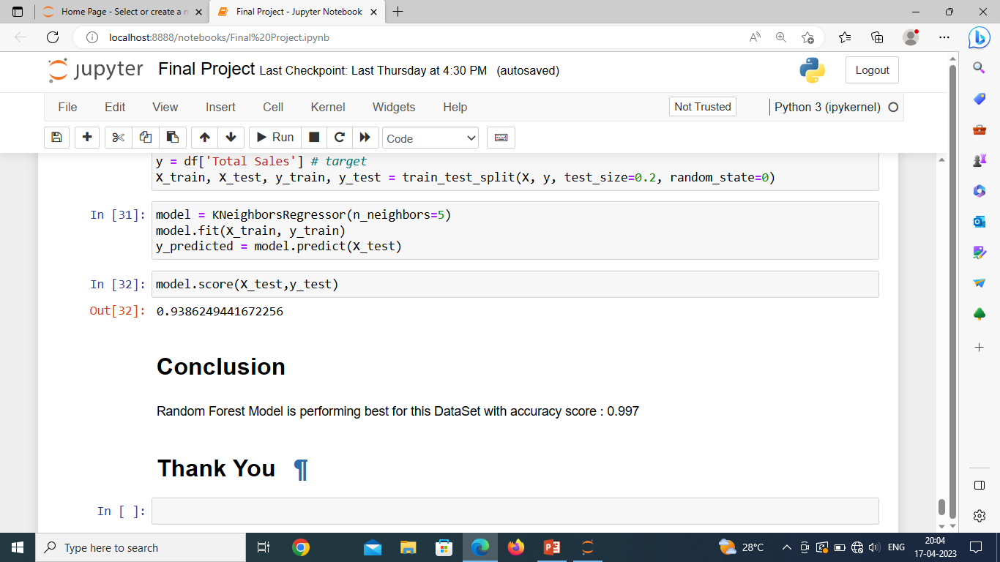 Home Page - Select or create a n
Final Project - Jupyter Notebook
localhost:8888/notebooks/Final%20Project.ipynb
jupyter Final Project Last Checkpoint: Last Thursday at 4:30 PM (autosaved)
Logout
File Edit View Insert Cell Kernel Widgets Help
Not Trusted
Python 3 (ipykernel)
Run
Code
y = df['Total Sales'] # target
X_train, X_test, y_train, y_test = train_test_split(X, y, test_size=0.2, random_state=0)
In [31]: model = KNeighborsRegressor(n_neighbors=5)
model.fit(X_train, y_train)
y_predicted = model.predict(X_test)
In [32]: model.score(X_test,y_test)
Out[32]: 0.9386249441672256
Conclusion
Random Forest Model is performing best for this DataSet with accuracy score : 0.997
Thank You ¶
In [ ]:
Type here to search
28°C
ENG
20:04
17-04-2023